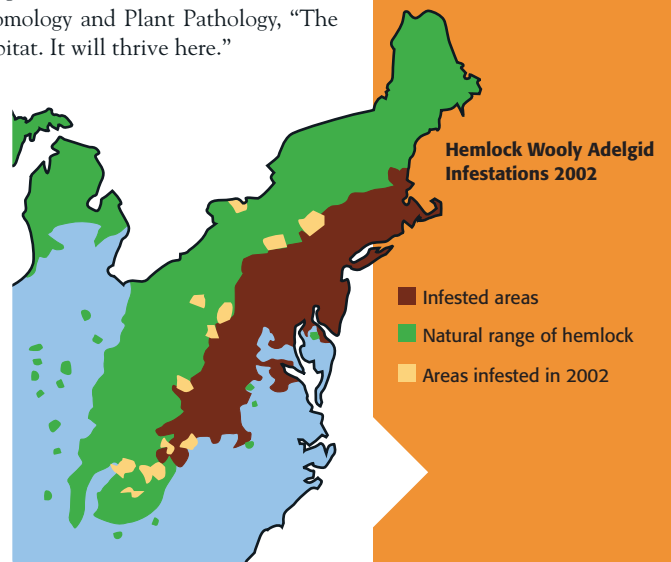 omology and Plant Pathology, “The
bitat. It will thrive here.”
Hemlock Wooly Adelgid
Infestations 2002
Infested areas
Natural range of hemlock
Areas infested in 2002